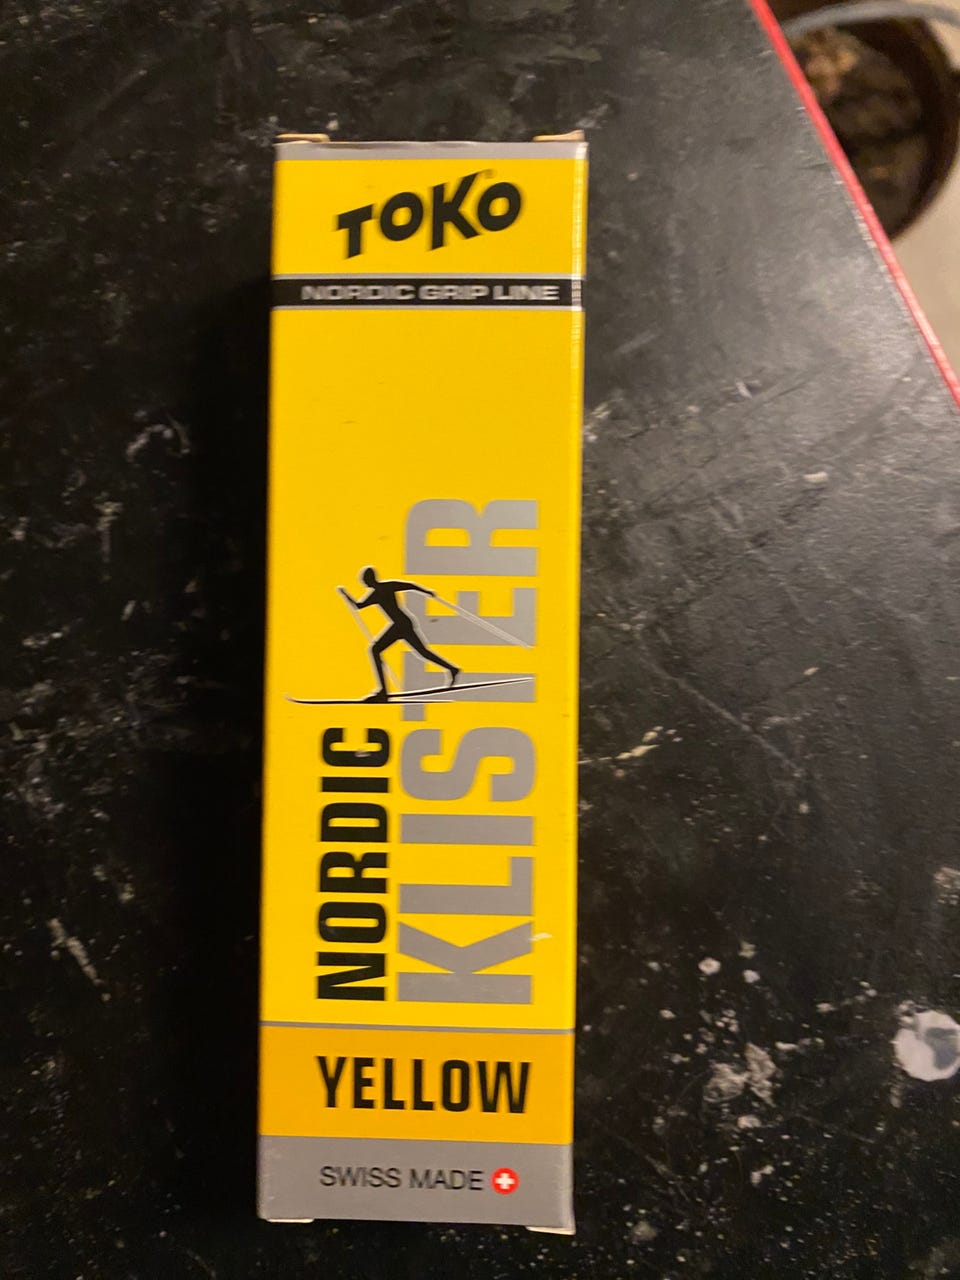 TOKO
NORDIC GRIP LINE
NORDIC
KLISTER
YELLOW
SWISS MADE